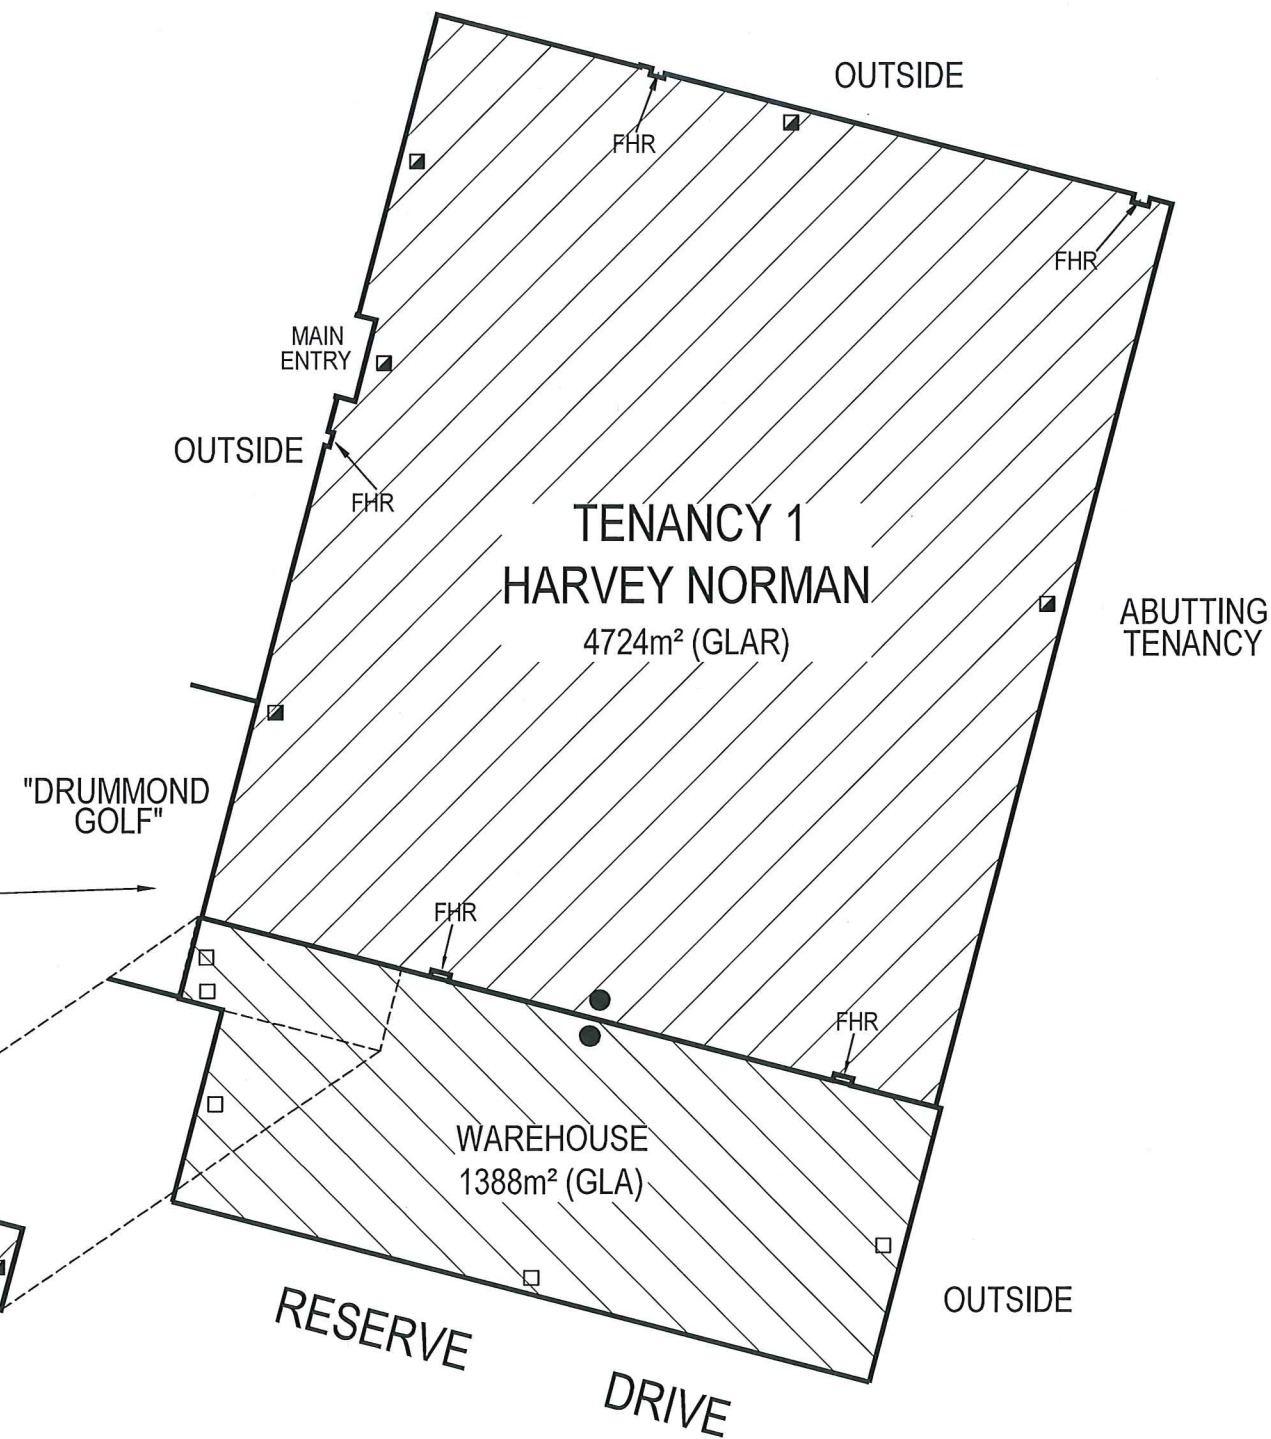 OUTSIDE
FHR
FHR
MAIN
ENTRY
OUTSIDE
FHR
TENANCY 1
HARVEY NORMAN
4724m² (GLAR)
ABUTTING
TENANCY
"DRUMMOND
GOLF"
FHR
FHR
WAREHOUSE
1388m² (GLA)
OUTSIDE
RESERVE DRIVE